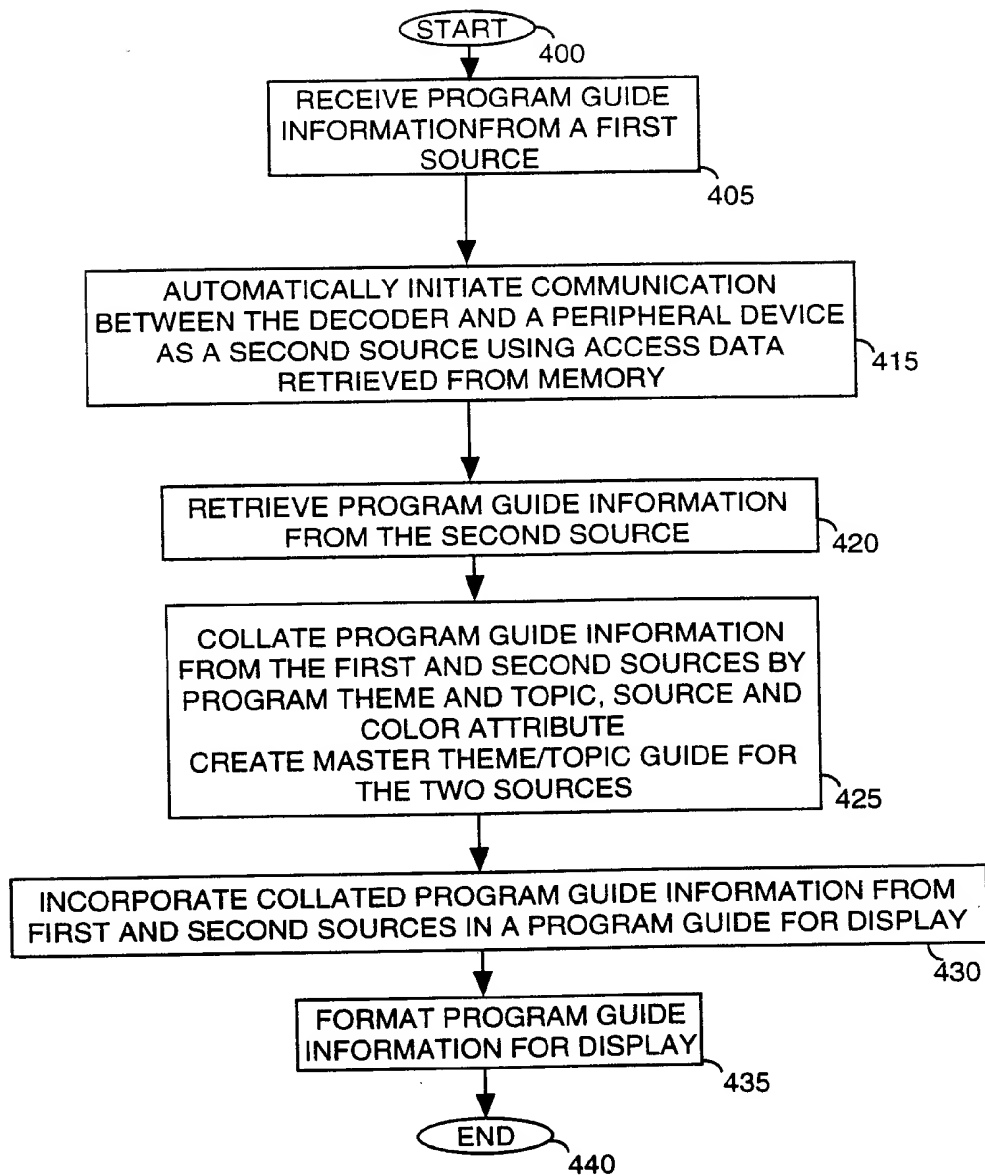 START
400
RECEIVE PROGRAM GUIDE
INFORMATIONFROM A FIRST
SOURCE
405
AUTOMATICALLY INITIATE COMMUNICATION
BETWEEN THE DECODER AND A PERIPHERAL DEVICE
AS A SECOND SOURCE USING ACCESS DATA
RETRIEVED FROM MEMORY
415
RETRIEVE PROGRAM GUIDE INFORMATION
FROM THE SECOND SOURCE
420
COLLATE PROGRAM GUIDE INFORMATION
FROM THE FIRST AND SECOND SOURCES BY
PROGRAM THEME AND TOPIC, SOURCE AND
COLOR ATTRIBUTE
CREATE MASTER THEME/TOPIC GUIDE FOR
THE TWO SOURCES
425
INCORPORATE COLLATED PROGRAM GUIDE INFORMATION FROM
FIRST AND SECOND SOURCES IN A PROGRAM GUIDE FOR DISPLAY
430
FORMAT PROGRAM GUIDE
INFORMATION FOR DISPLAY
435
END
440